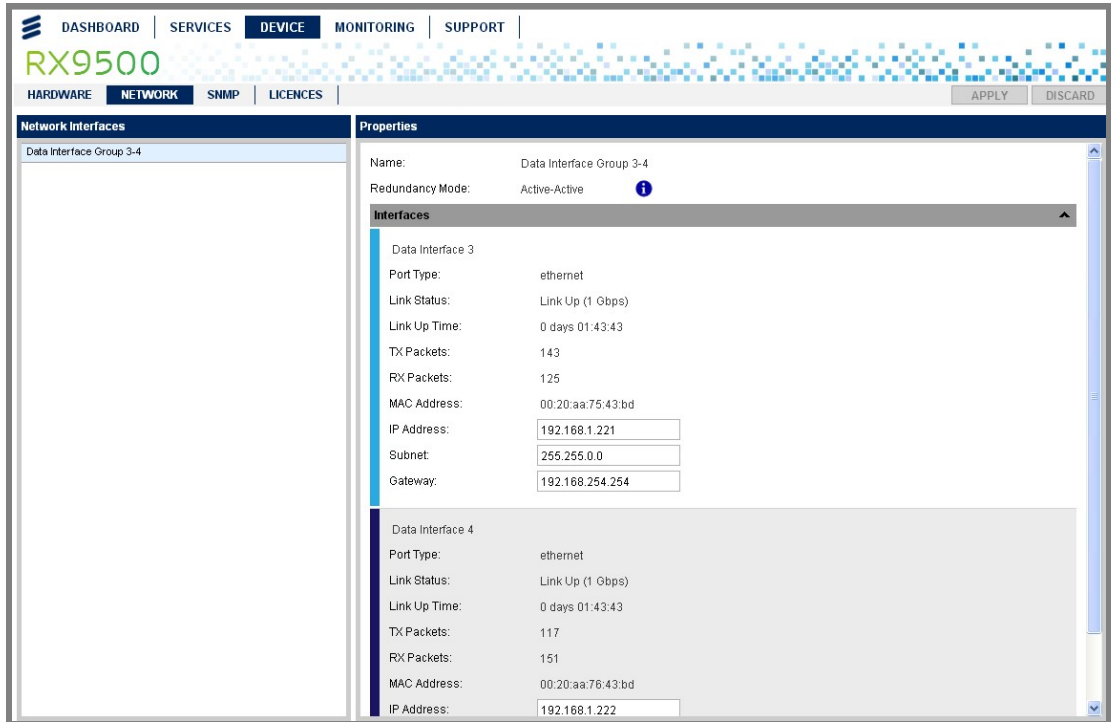 DASHBOARD SERVICES DEVICE MONITORING SUPPORT
RX9500
HARDWARE NETWORK SNMP LICENCES APPLY DISCARD
Network Interfaces
Data Interface Group 3-4
Properties
Name: Data Interface Group 3-4
Redundancy Mode: Active-Active i
Interfaces
Data Interface 3
Port Type: ethernet
Link Status: Link Up (1 Gbps)
Link Up Time: 0 days 01:43:43
TX Packets: 143
RX Packets: 125
MAC Address: 00:20:aa:75:43:bd
IP Address: 192.168.1.221
Subnet: 255.255.0.0
Gateway: 192.168.254.254
Data Interface 4
Port Type: ethernet
Link Status: Link Up (1 Gbps)
Link Up Time: 0 days 01:43:43
TX Packets: 117
RX Packets: 151
MAC Address: 00:20:aa:76:43:bd
IP Address: 192.168.1.222